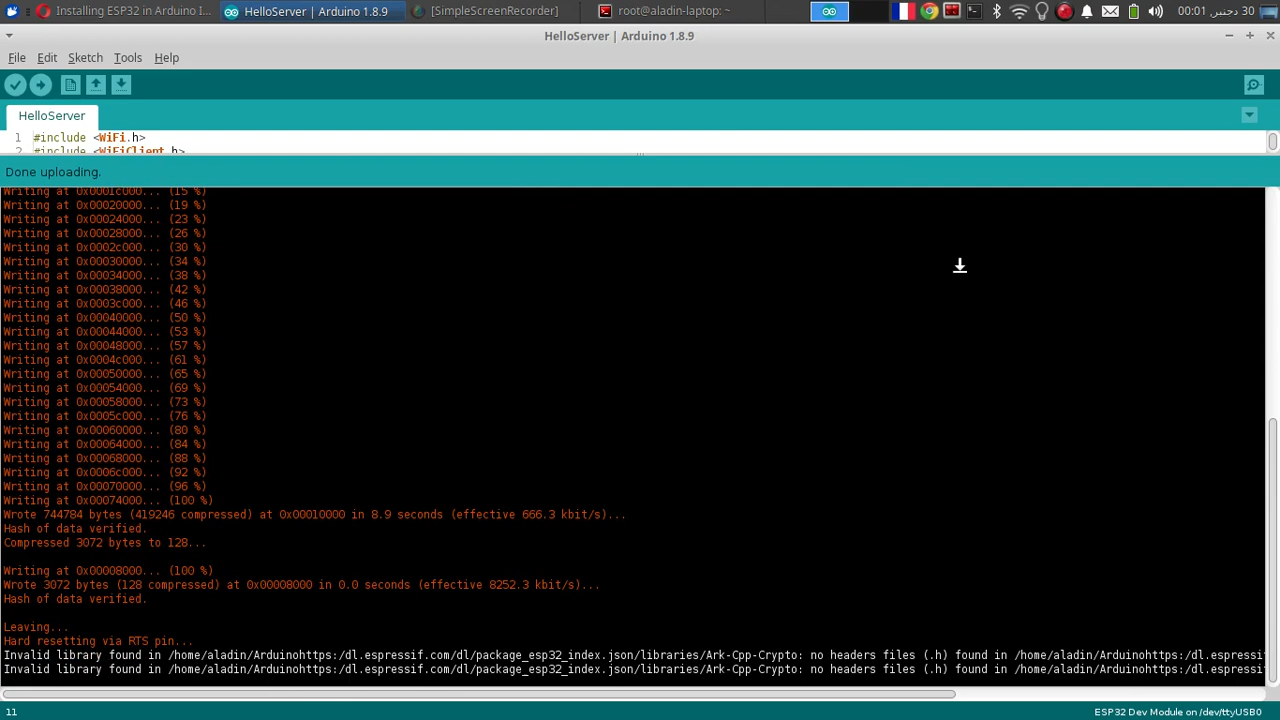 Installing ESP32 in Arduino I...
HelloServer | Arduino 1.8.9
[SimpleScreenRecorder]
root@aladin-laptop: ~
30 دجنبر, 00:01
HelloServer | Arduino 1.8.9
File Edit Sketch Tools Help
HelloServer
1 #include <WiFi.h>
2 #include <WiFiClient.h>
Done uploading.
Writing at 0x0001c000... (15 %)
Writing at 0x00020000... (19 %)
Writing at 0x00024000... (23 %)
Writing at 0x00028000... (26 %)
Writing at 0x0002c000... (30 %)
Writing at 0x00030000... (34 %)
Writing at 0x00034000... (38 %)
Writing at 0x00038000... (42 %)
Writing at 0x0003c000... (46 %)
Writing at 0x00040000... (50 %)
Writing at 0x00044000... (53 %)
Writing at 0x00048000... (57 %)
Writing at 0x0004c000... (61 %)
Writing at 0x00050000... (65 %)
Writing at 0x00054000... (69 %)
Writing at 0x00058000... (73 %)
Writing at 0x0005c000... (76 %)
Writing at 0x00060000... (80 %)
Writing at 0x00064000... (84 %)
Writing at 0x00068000... (88 %)
Writing at 0x0006c000... (92 %)
Writing at 0x00070000... (96 %)
Writing at 0x00074000... (100 %)
Wrote 744784 bytes (419246 compressed) at 0x00010000 in 8.9 seconds (effective 666.3 kbit/s)...
Hash of data verified.
Compressed 3072 bytes to 128...
Writing at 0x00008000... (100 %)
Wrote 3072 bytes (128 compressed) at 0x00008000 in 0.0 seconds (effective 8252.3 kbit/s)...
Hash of data verified.
Leaving...
Hard resetting via RTS pin...
Invalid library found in /home/aladin/Arduinohttps:/dl.espressif.com/dl/package_esp32_index.json/libraries/Ark-Cpp-Crypto: no headers files (.h) found in /home/aladin/Arduinohttps:/dl.espressi
Invalid library found in /home/aladin/Arduinohttps:/dl.espressif.com/dl/package_esp32_index.json/libraries/Ark-Cpp-Crypto: no headers files (.h) found in /home/aladin/Arduinohttps:/dl.espressi
11
ESP32 Dev Module on /dev/ttyUSB0